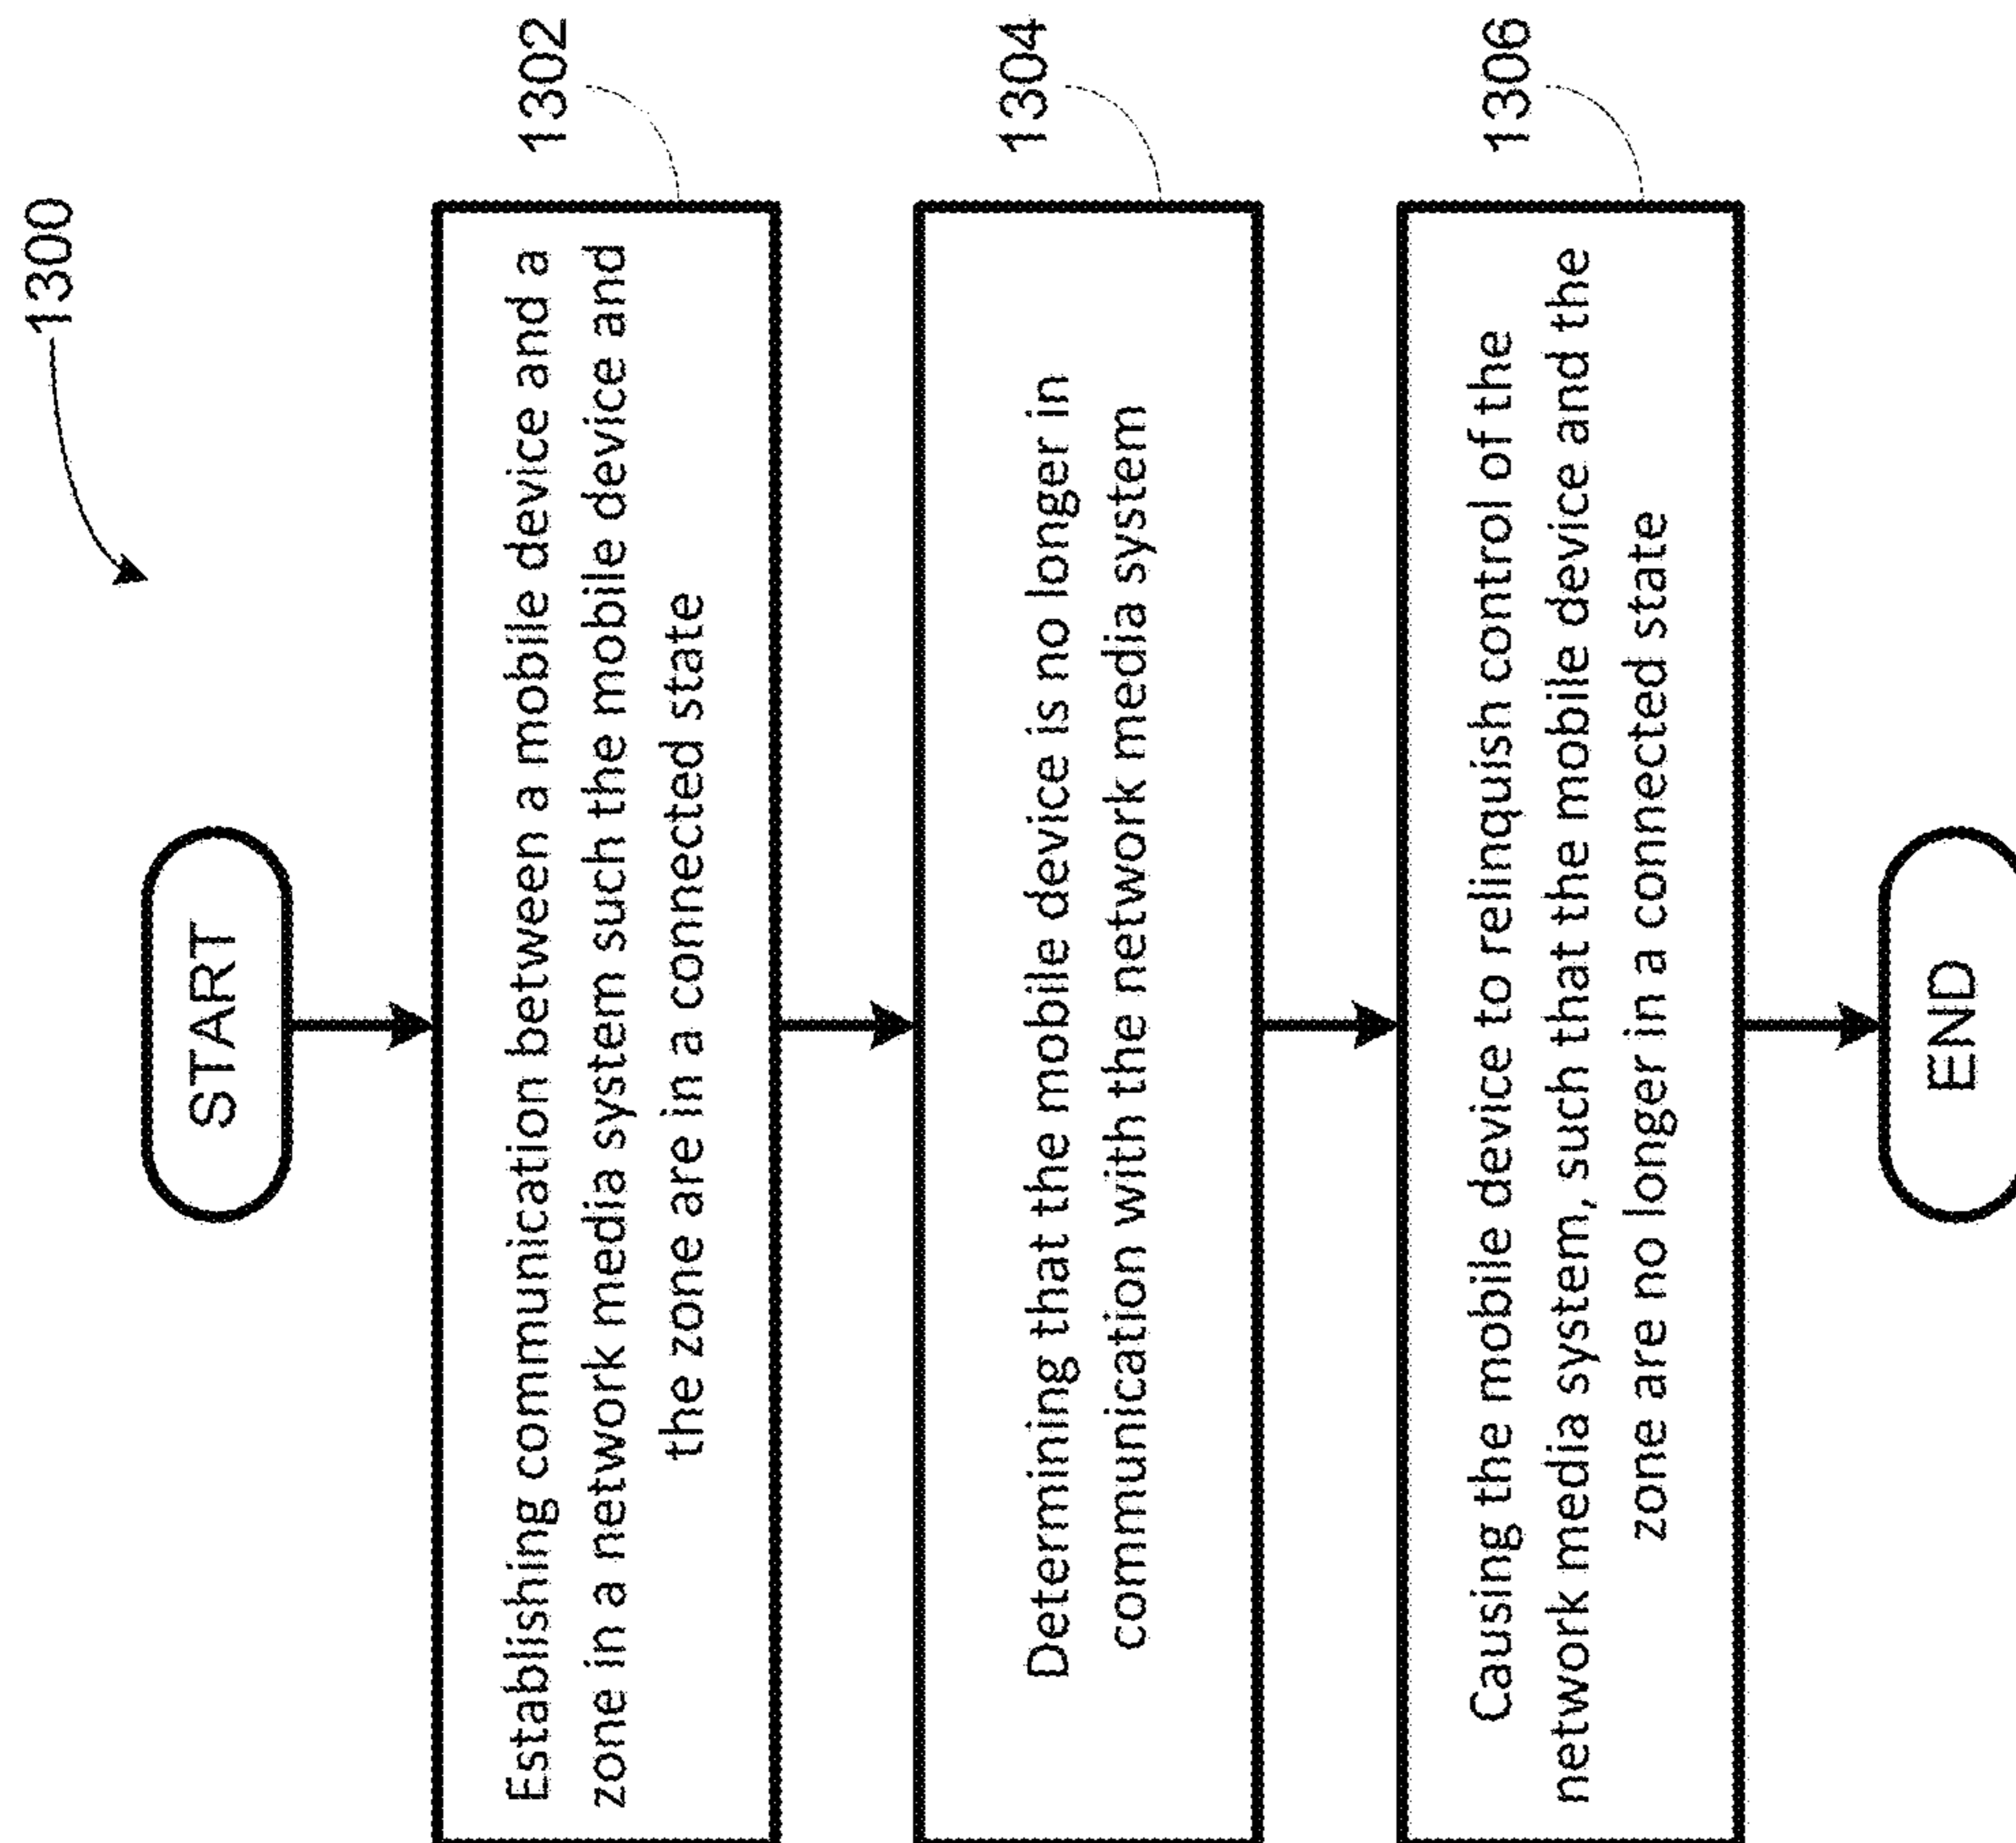 1300
START
Establishing communication between a mobile device and a
zone in a network media system such the mobile device and
the zone are in a connected state
1302
Determining that the mobile device is no longer in
communication with the network media system
1304
Causing the mobile device to relinquish control of the
network media system, such that the mobile device and the
zone are no longer in a connected state
1306
END